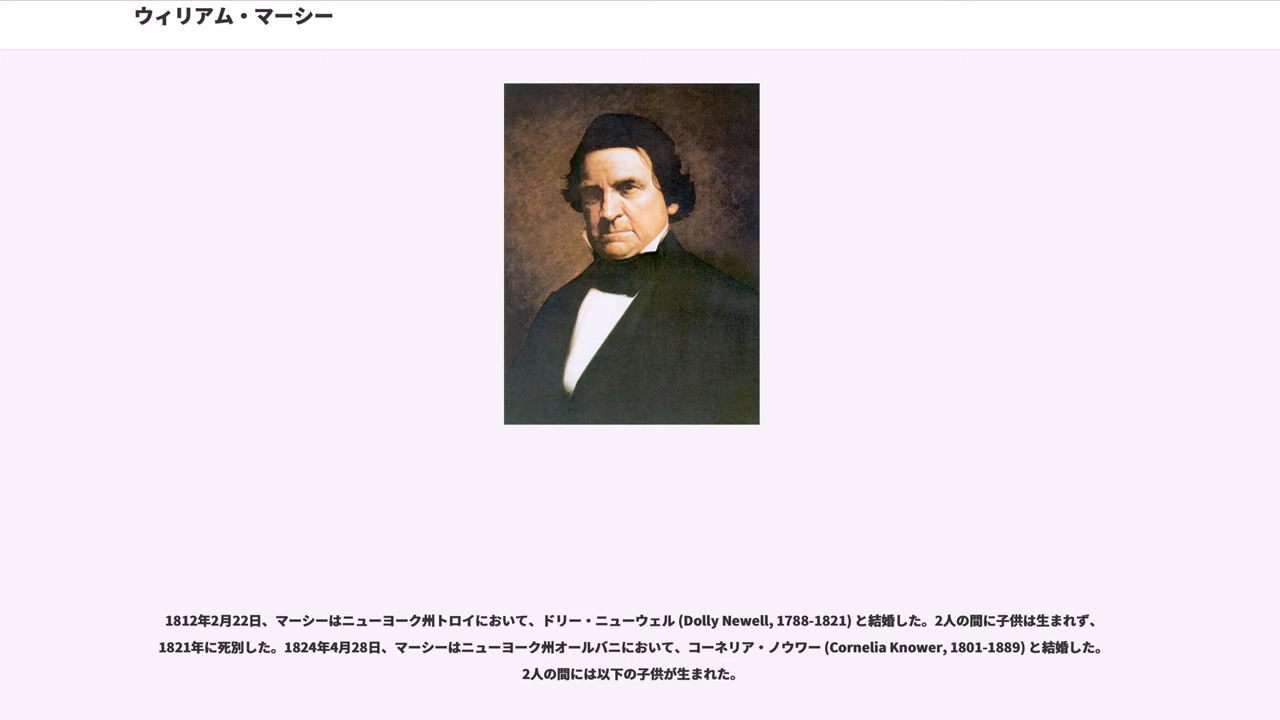 ウィリアム・マーシー
1812年2月22日、マーシーはニューヨーク州トロイにおいて、ドリー・ニューウェル (Dolly Newell, 1788-1821) と結婚した。2人の間に子供は生まれず、
1821年に死別した。1824年4月28日、マーシーはニューヨーク州オールバニにおいて、コーネリア・ノウワー (Cornelia Knower, 1801-1889) と結婚した。
2人の間には以下の子供が生まれた。